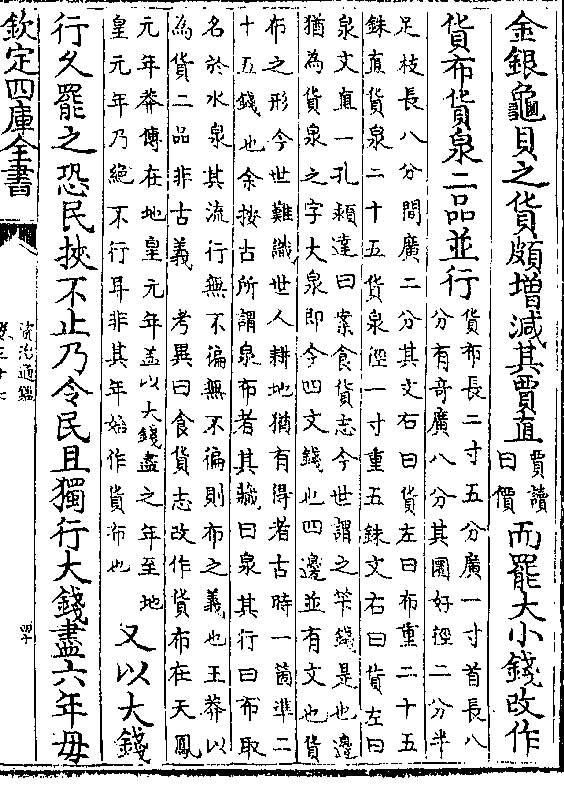 金銀龜貝之貨頗增減其賈直
賈讀
曰價
而罷大小錢改作
貨布貨泉二品並行
貨布長二寸五分廣一寸首長八
分有奇廣八分其圜好徑二分半
足枝長八分間廣二分其文右曰貨左曰布重二十五
銖直貨泉二十五貨泉徑一寸重五銖文右曰貨左曰
泉文直一孔頴達曰案食貨志今世謂之笇錢是也邊
猶為貨泉之字大泉即今四文錢也四邊並有文也貨
布之形今世難識世人耕地猶有得者古時一箇準二
十五錢也余按古所謂泉布者其藏曰泉其行曰布取
名於水泉其流行無不徧無不徧則布之義也王莽以
為貨二品非古義 考異曰食貨志改作貨布在天鳳
元年莽傳在地皇元年盖以大錢盡之年至地
皇元年乃絕不行耳非其年始作貨布也
又以大錢
行久罷之恐民挾不止乃令民且獨行大錢盡六年毋
欽定四庫全書
資治通鑑
四十